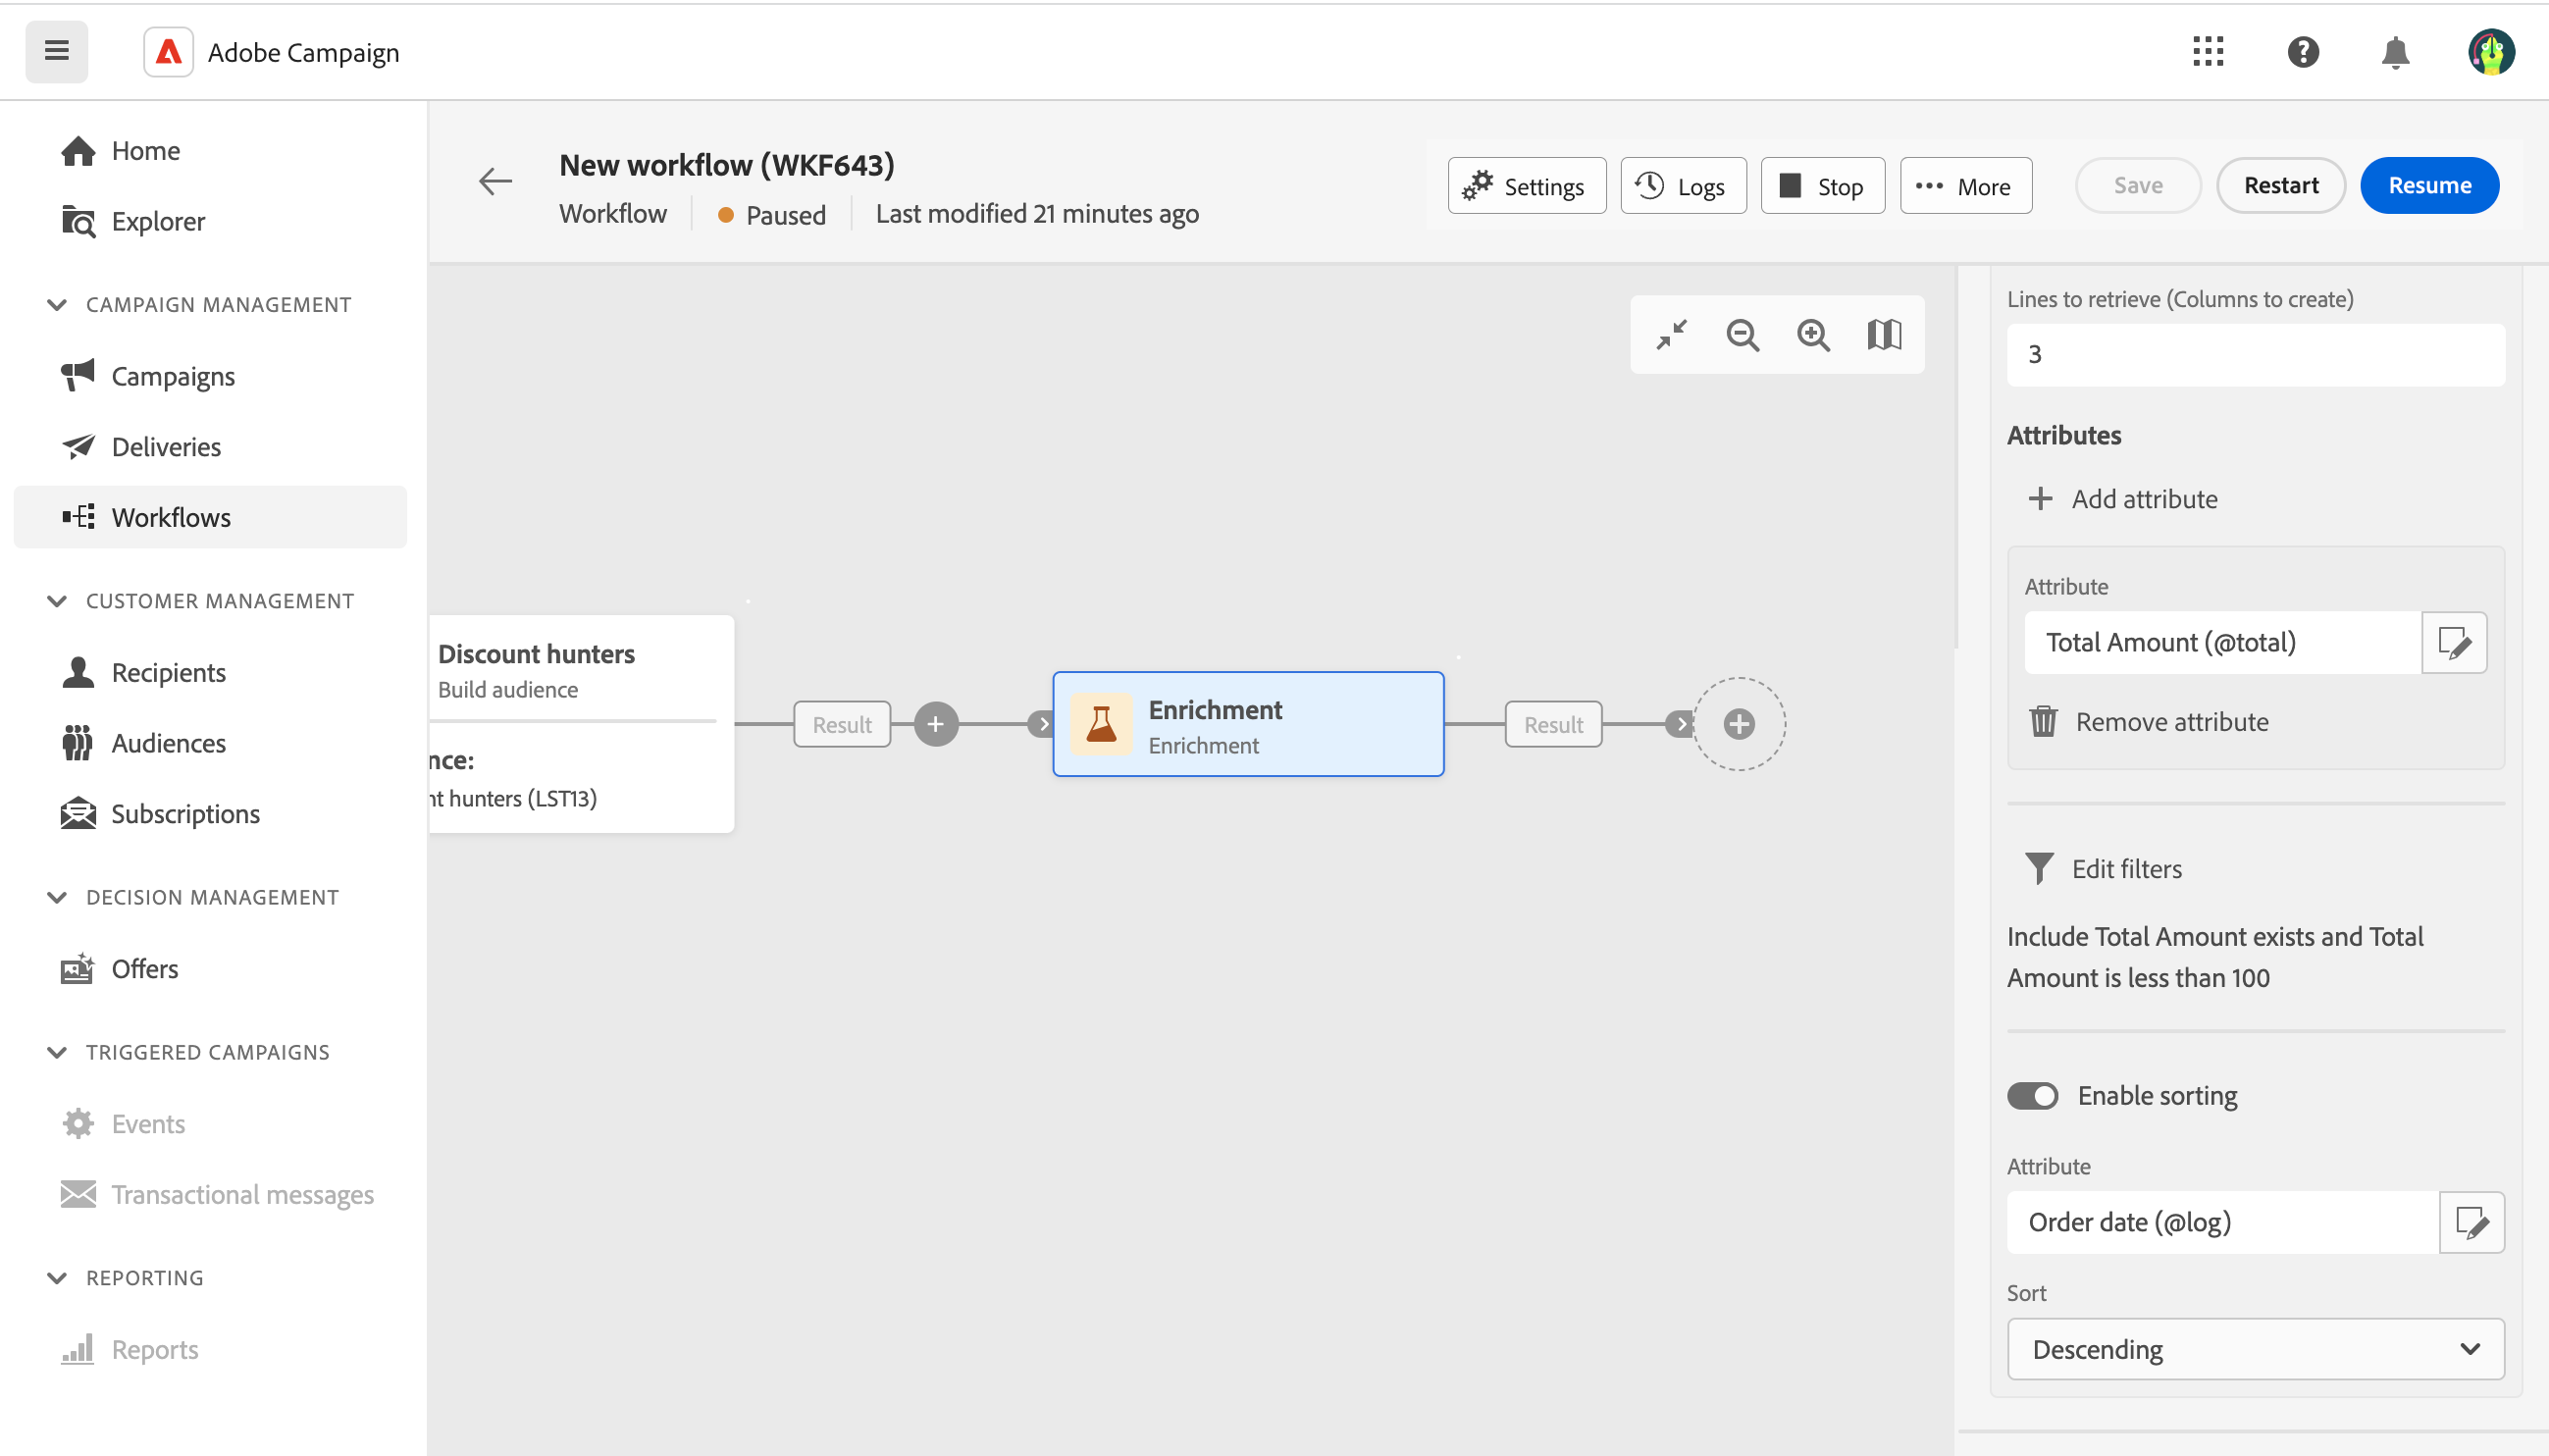 Adobe Campaign
Home
Explorer
CAMPAIGN MANAGEMENT
Campaigns
Deliveries
Workflows
CUSTOMER MANAGEMENT
Recipients
Audiences
Subscriptions
DECISION MANAGEMENT
Offers
TRIGGERED CAMPAIGNS
Events
Transactional messages
REPORTING
Reports
New workflow (WKF643)
Workflow
Paused
Last modified 21 minutes ago
Settings
Logs
Stop
More
Save
Restart
Resume
Discount hunters
Build audience
nce:
nt hunters (LST13)
Result
Enrichment
Enrichment
Result
Lines to retrieve (Columns to create)
3
Attributes
Add attribute
Attribute
Total Amount (@total)
Remove attribute
Edit filters
Include Total Amount exists and Total
Amount is less than 100
Enable sorting
Attribute
Order date (@log)
Sort
Descending